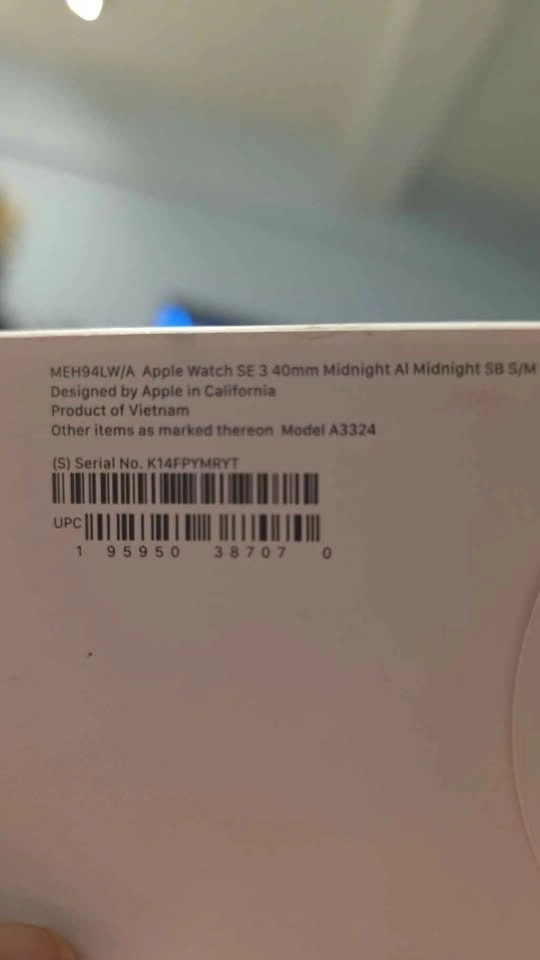 MEH94LW/A Apple Watch SE 3 40mm Midnight Al Midnight SB S/M
Designed by Apple in California
Product of Vietnam
Other items as marked thereon Model A3324
(S) Serial No. K14FPYMRYT
UPC
1 95950 38707 0